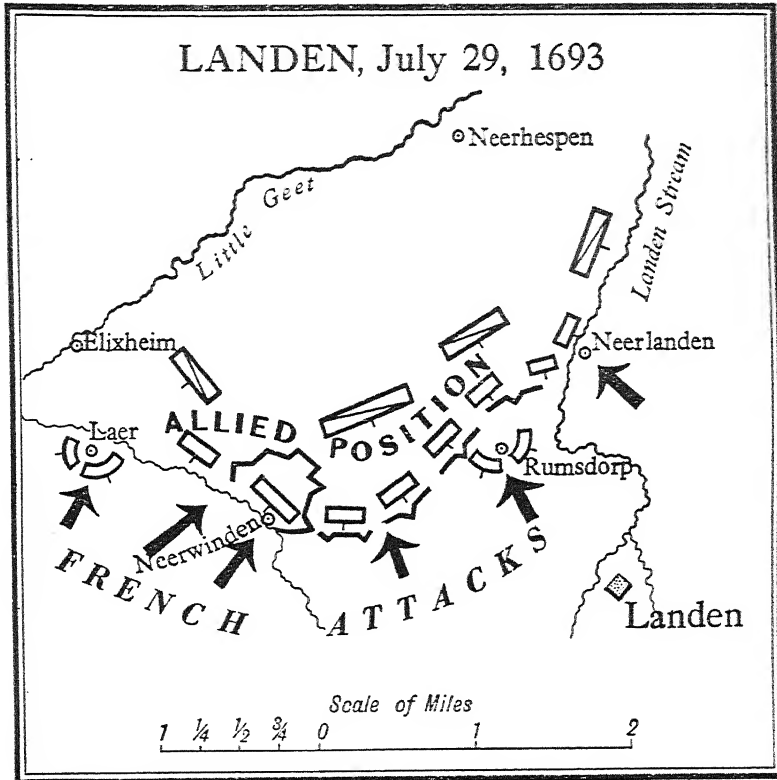 LANDEN, July 29, 1693
Neerhespen
Little Geet
Landen Stream
Elixheim
Neerlanden
ALLIED POSITION
Laer
Rumsdorp
Neerwinden
FRENCH ATTACKS
Landen
Scale of Miles
1 ¼ ½ ¾ 0 1 2